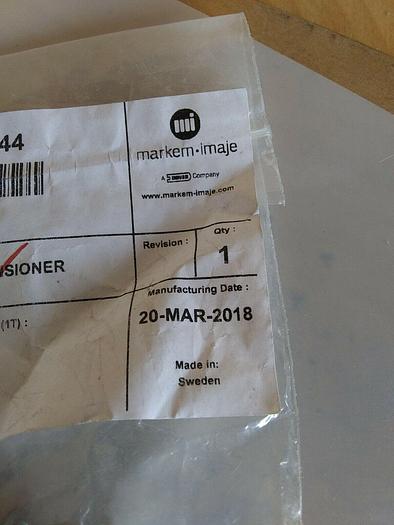 44
markem·imaje
A DOVER Company
www.markem-imaje.com
Revision :
Qty :
1
SIONER
Manufacturing Date :
(1T) :
20-MAR-2018
Made in:
Sweden